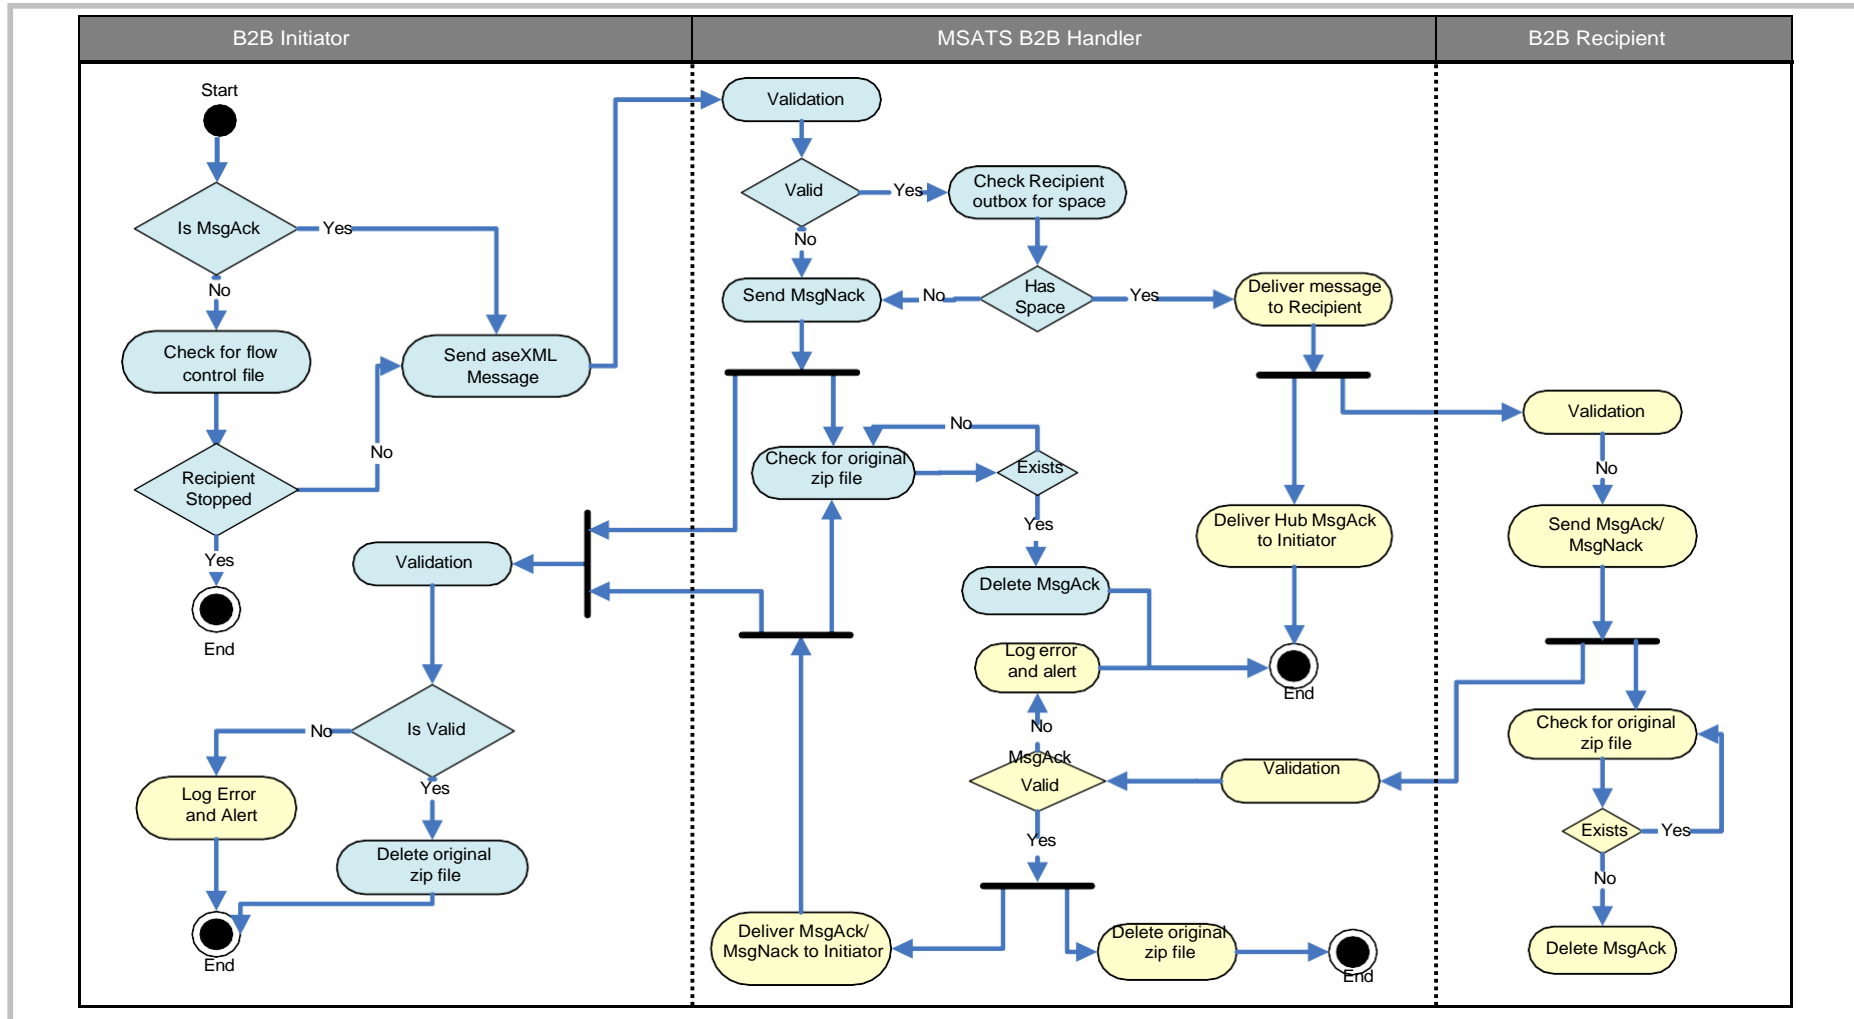 B2B Initiator
MSATS B2B Handler
B2B Recipient
Start
Is MsgAck
Yes
No
Check for flow
control file
Send aseXML
Message
No
Recipient
Stopped
Yes
End
Validation
Is Valid
No
Yes
Log Error
and Alert
Delete original
zip file
End
Validation
Valid
Yes
Check Recipient
outbox for space
No
Send MsgNack
No
Has
Space
Yes
Deliver message
to Recipient
No
Check for original
zip file
Exists
Yes
Deliver Hub MsgAck
to Initiator
Delete MsgAck
Log error
and alert
End
No
MsgAck
Valid
Validation
Yes
Deliver MsgAck/
MsgNack to Initiator
Delete original
zip file
End
Validation
No
Send MsgAck/
MsgNack
Check for original
zip file
Exists
Yes
No
Delete MsgAck